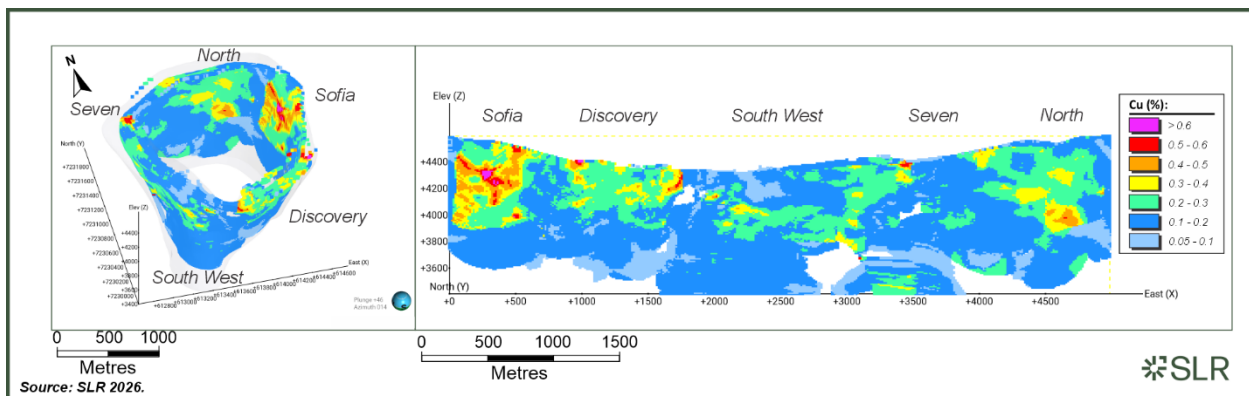 North
N
Sofia
Seven
North (Y)
+7231800
+7231600
+7231400
+7231200
+7231000
+7230800
+7230600
+7230400
+7230200
Elev (Z)
+4400
+4200
+4000
+3800
+3600
+3400
Discovery
South West
East (X)
+612800
+613000
+613200
+613400
+613600
+613800
+614000
+614200
+614400
+614600
Plunge +46
Azimuth 014
0 500 1000
Metres
Source: SLR 2026.
Elev (Z)
Sofia Discovery South West Seven North
+4400
+4200
+4000
+3800
+3600
North (Y)
+0 +500 +1000 +1500 +2000 +2500 +3000 +3500 +4000 +4500
East (X)
0 500 1000 1500
Metres
Cu (%):
>0.6
0.5 - 0.6
0.4 - 0.5
0.3 - 0.4
0.2 - 0.3
0.1 - 0.2
0.05 - 0.1
SLR